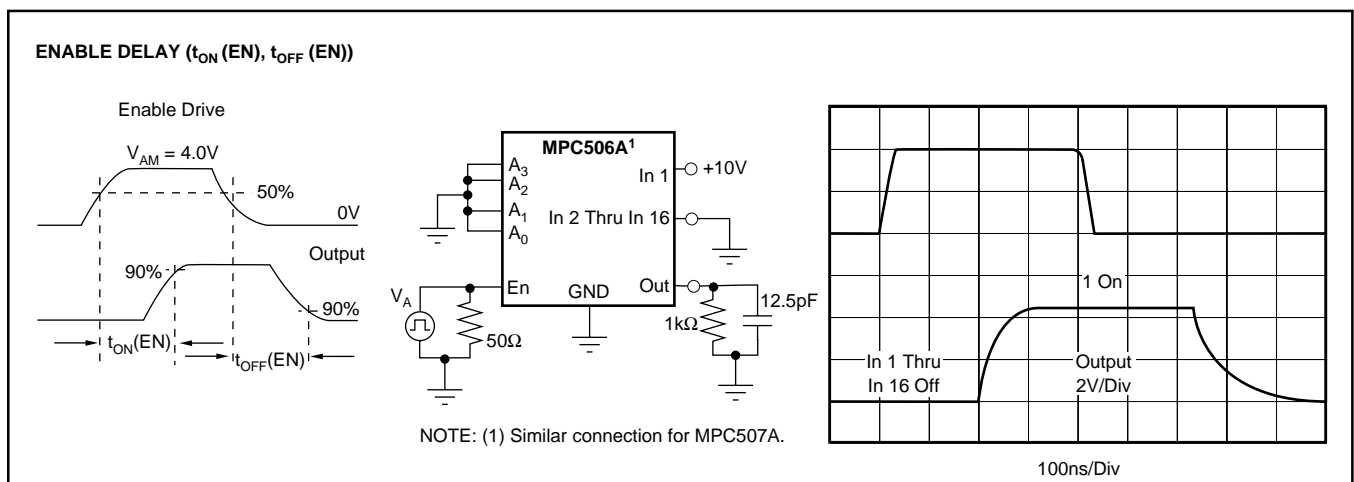 ENABLE DELAY (tON (EN), tOFF (EN))
Enable Drive
VAM = 4.0V
50%
0V
Output
90%
90%
tON(EN)
tOFF(EN)
MPC506A1
A3
A2
A1
A0
In 1
+10V
In 2 Thru In 16
En
GND
Out
VA
50Ω
1kΩ
12.5pF
NOTE: (1) Similar connection for MPC507A.
1 On
In 1 Thru
In 16 Off
Output
2V/Div
100ns/Div